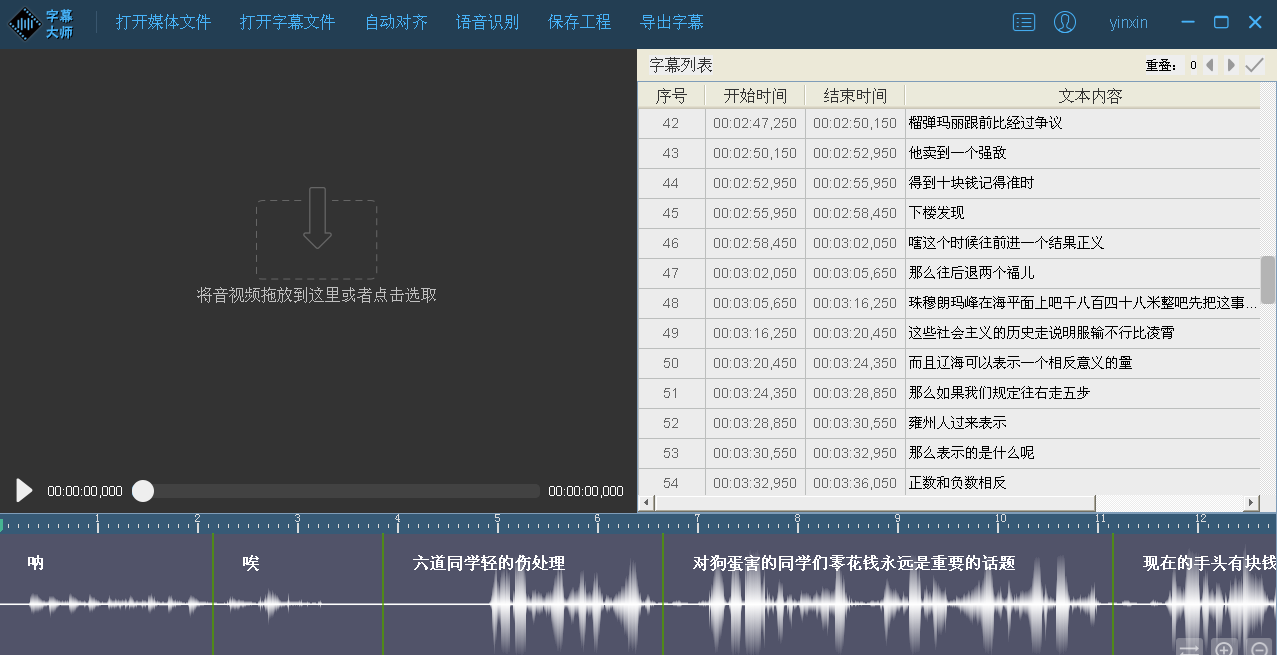 字幕大师 打开媒体文件 打开字幕文件 自动对齐 语音识别 保存工程 导出字幕 yinxin
字幕列表 重叠： 0
序号 开始时间 结束时间 文本内容
42 00:02:47,250 00:02:50,150 榴弹玛丽跟前比经过争议
43 00:02:50,150 00:02:52,950 他卖到一个强敌
44 00:02:52,950 00:02:55,950 得到十块钱记得准时
45 00:02:55,950 00:02:58,450 下楼发现
46 00:02:58,450 00:03:02,050 嗐这个时候往前进一个结果正义
47 00:03:02,050 00:03:05,650 那么往后退两个福儿
48 00:03:05,650 00:03:16,250 珠穆朗玛峰在海平面上吧千八百四十八米整吧先把这事...
49 00:03:16,250 00:03:20,450 这些社会主义的历史走说明服输不行比凌霄
50 00:03:20,450 00:03:24,350 而且辽海可以表示一个相反意义的量
51 00:03:24,350 00:03:28,850 那么如果我们规定往右走五步
52 00:03:28,850 00:03:30,550 雍州人过来表示
53 00:03:30,550 00:03:32,950 那么表示的是什么呢
54 00:03:32,950 00:03:36,050 正数和负数相反
将音视频拖放到这里或者点击选取
00:00:00,000 00:00:00,000
1 2 3 4 5 6 7 8 9 10 11 12
呐 唉 六道同学轻的伤处理 对狗蛋害的同学们零花钱永远是重要的话题 现在的手头有块钱